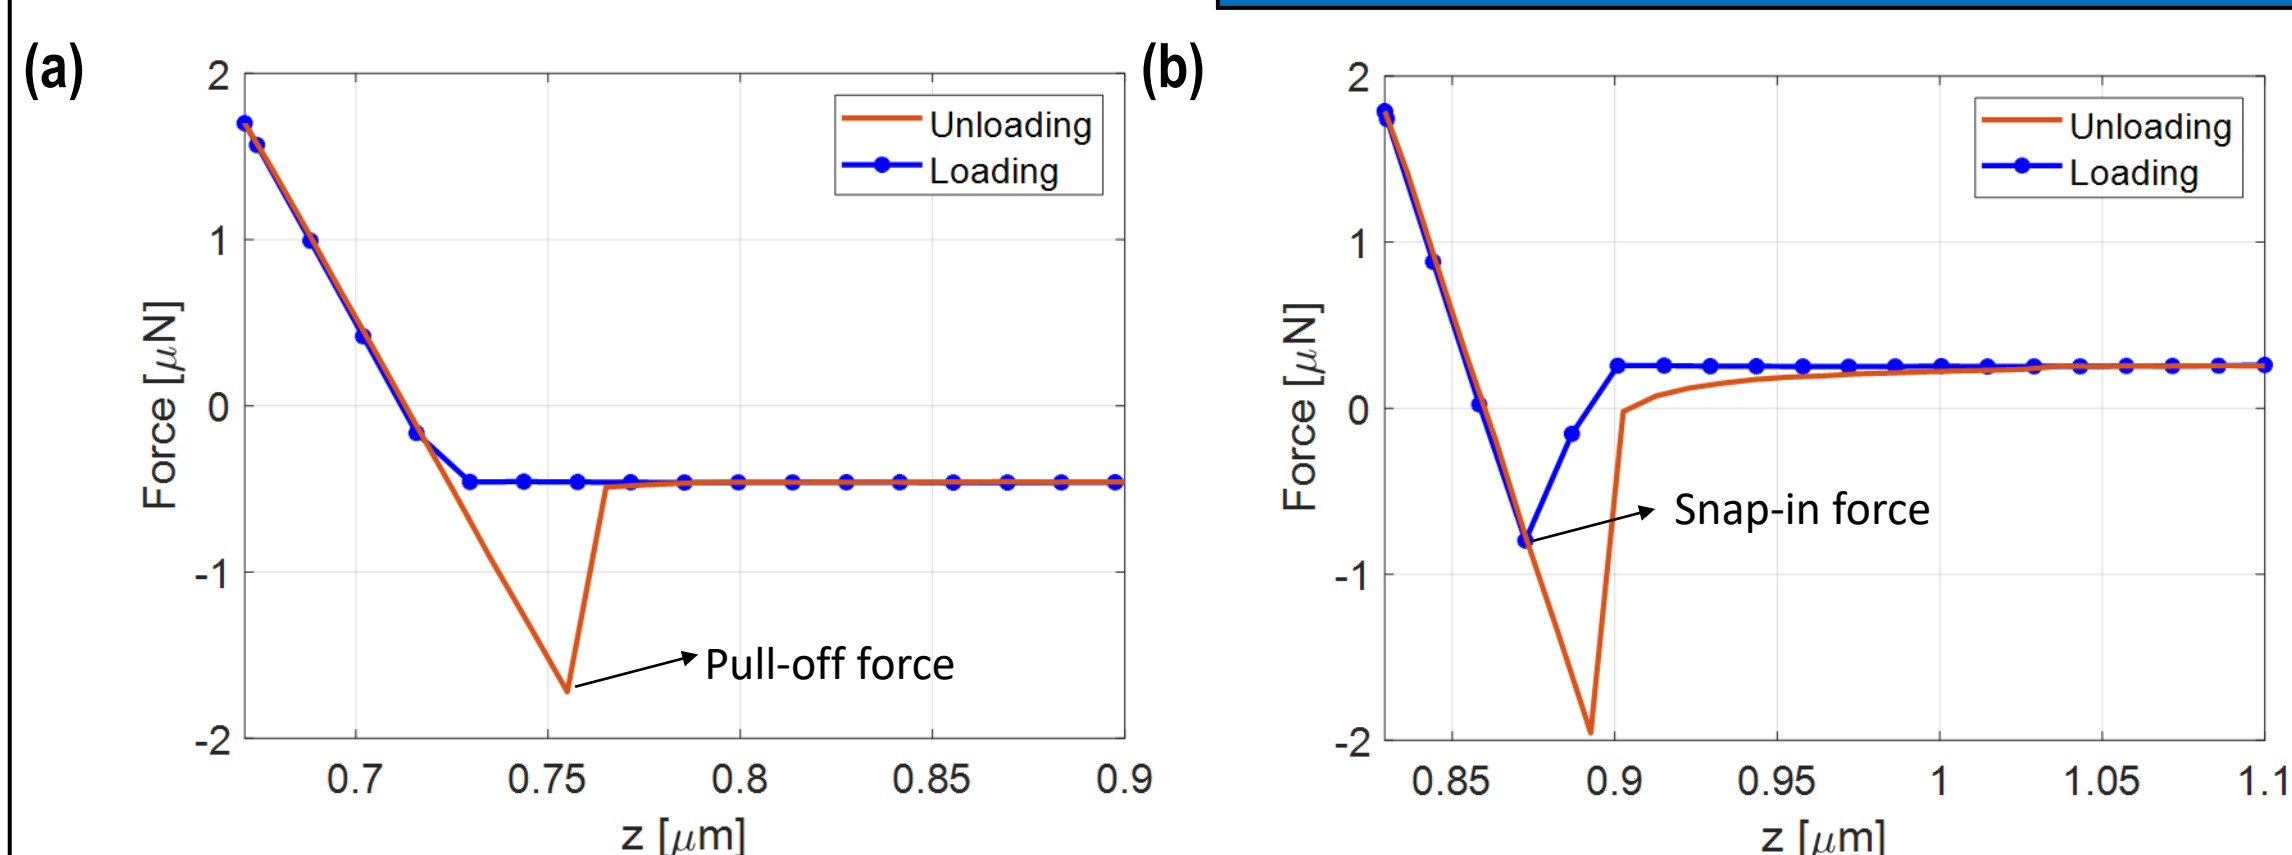 (a)
2
1
0
-1
-2
Force [μN]
Unloading
Loading
Pull-off force
0.7 0.75 0.8 0.85 0.9
z [μm]
(b)
2
1
0
-1
-2
Force [μN]
Unloading
Loading
Snap-in force
0.85 0.9 0.95 1 1.05 1.1
z [μm]